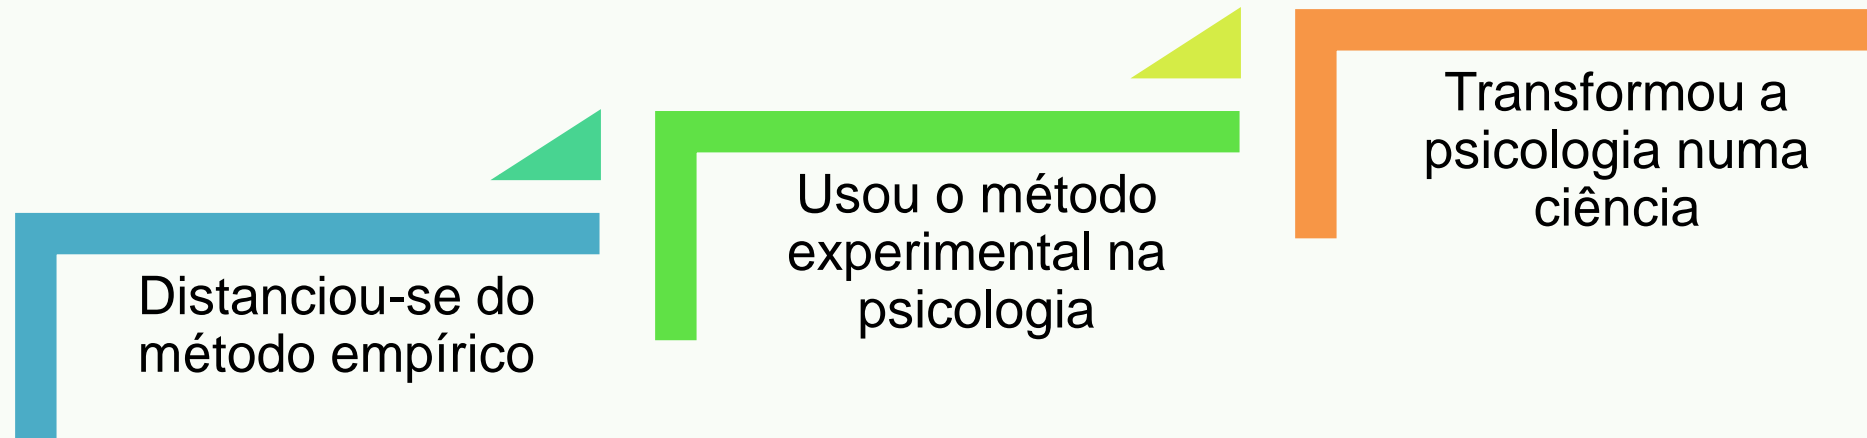 Distanciou-se do
método empírico
Usou o método
experimental na
psicologia
Transformou a
psicologia numa
ciência